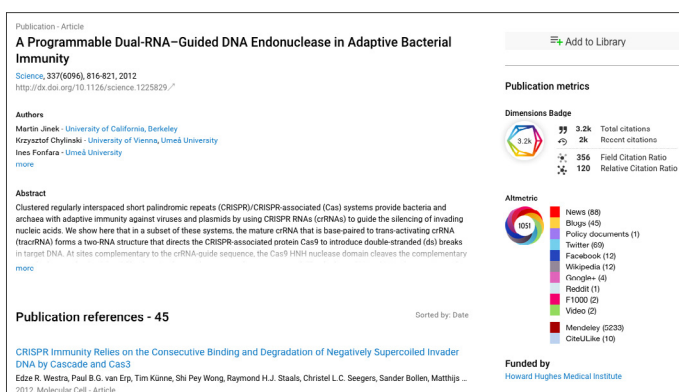 Publication - Article
A Programmable Dual-RNA–Guided DNA Endonuclease in Adaptive Bacterial
Immunity
Science, 337(6096), 816-821, 2012
http://dx.doi.org/10.1126/science.1225829
Authors
Martin Jinek - University of California, Berkeley
Krzysztof Chylinski - University of Vienna, Umeå University
Ines Fonfara - Umeå University
more
Abstract
Clustered regularly interspaced short palindromic repeats (CRISPR)/CRISPR-associated (Cas) systems provide bacteria and
archaea with adaptive immunity against viruses and plasmids by using CRISPR RNAs (crRNAs) to guide the silencing of invading
nucleic acids. We show here that in a subset of these systems, the mature crRNA that is base-paired to trans-activating crRNA
(tracrRNA) forms a two-RNA structure that directs the CRISPR-associated protein Cas9 to introduce double-stranded (ds) breaks
in target DNA. At sites complementary to the crRNA-guide sequence, the Cas9 HNH nuclease domain cleaves the complementary
more
Publication references - 45
Sorted by: Date
CRISPR Immunity Relies on the Consecutive Binding and Degradation of Negatively Supercoiled Invader
DNA by Cascade and Cas3
Edze R. Westra, Paul B.G. van Erp, Tim Künne, Shi Pey Wong, Raymond H.J. Staals, Christel L.C. Seegers, Sander Bollen, Matthijs ...
2012, Molecular Cell - Article
Add to Library
Publication metrics
Dimensions Badge
3.2k
3.2k Total citations
2k Recent citations
356 Field Citation Ratio
120 Relative Citation Ratio
Altmetric
1051
News (88)
Blogs (45)
Policy documents (1)
Twitter (69)
Facebook (12)
Wikipedia (12)
Google+ (4)
Reddit (1)
F1000 (2)
Video (2)
Mendeley (5233)
CiteULike (10)
Funded by
Howard Hughes Medical Institute